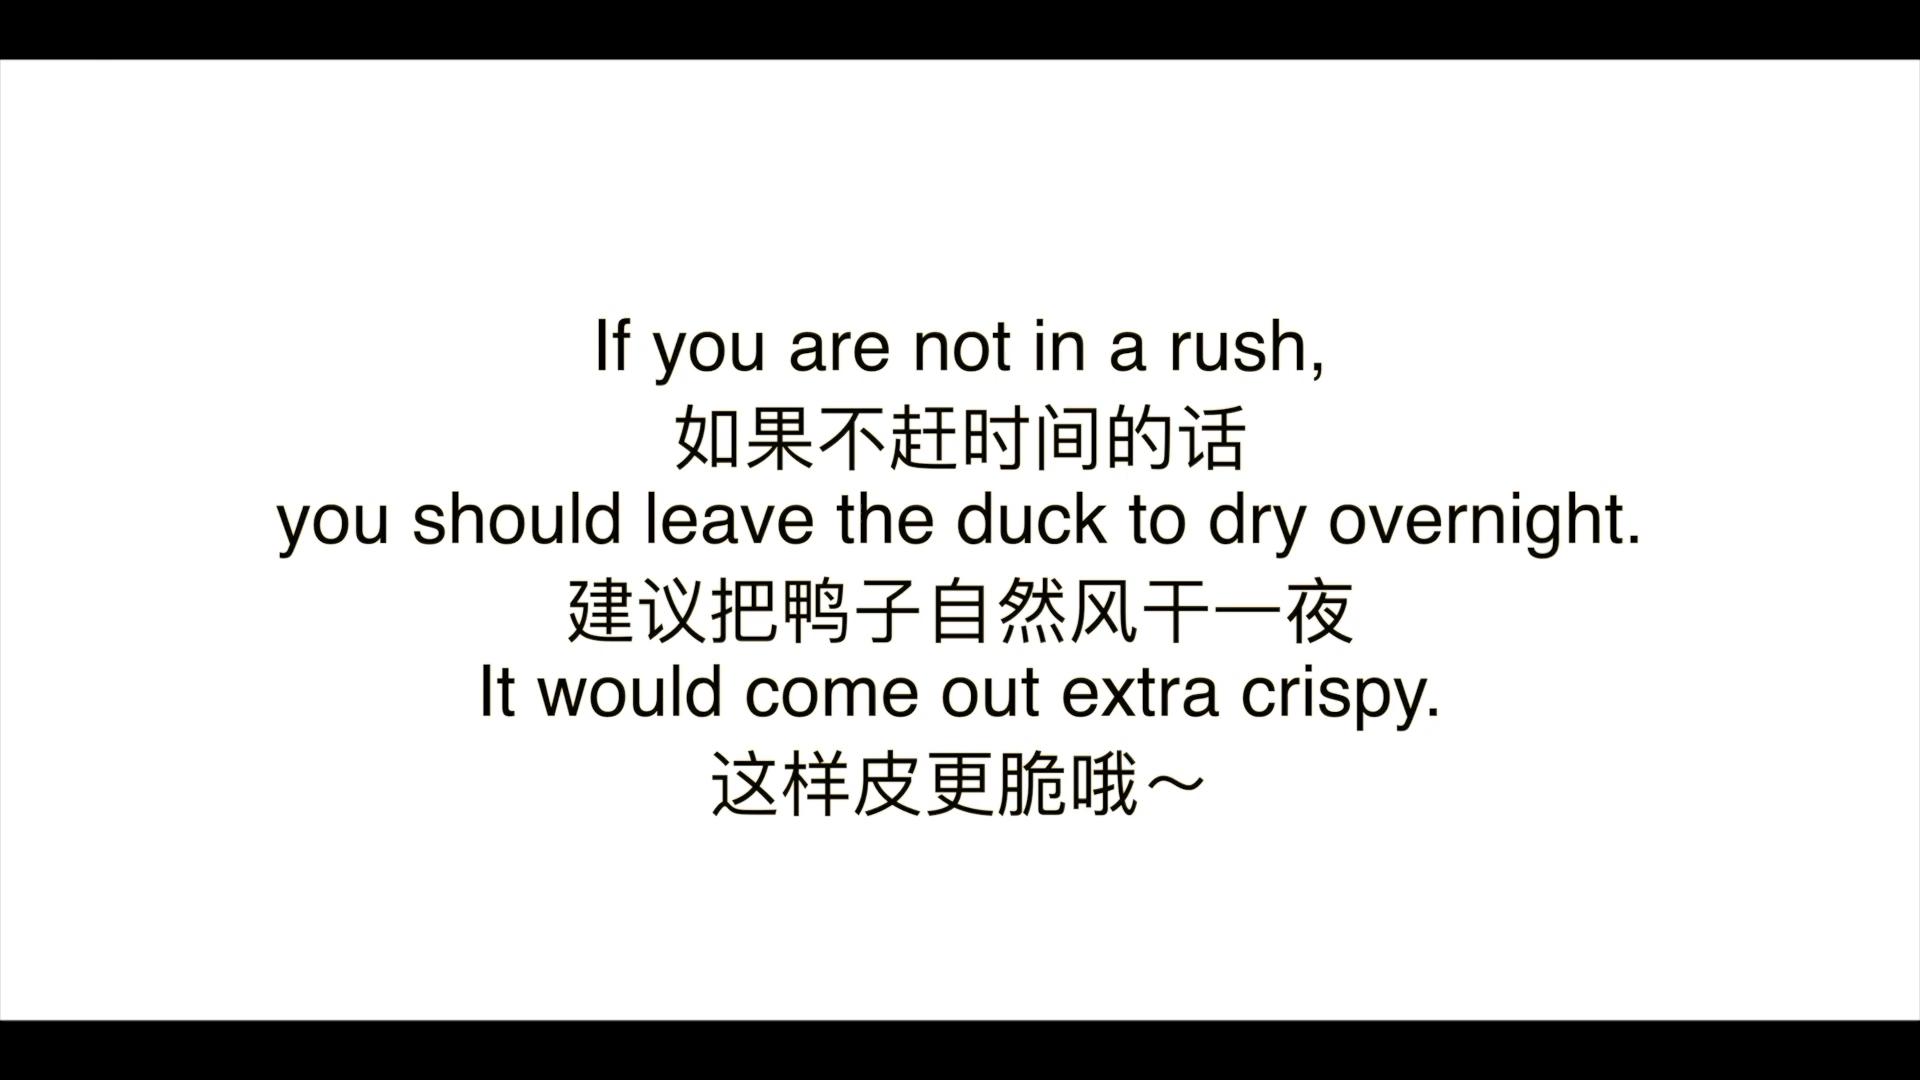 If you are not in a rush,
如果不赶时间的话
you should leave the duck to dry overnight.
建议把鸭子自然风干一夜
It would come out extra crispy.
这样皮更脆哦～